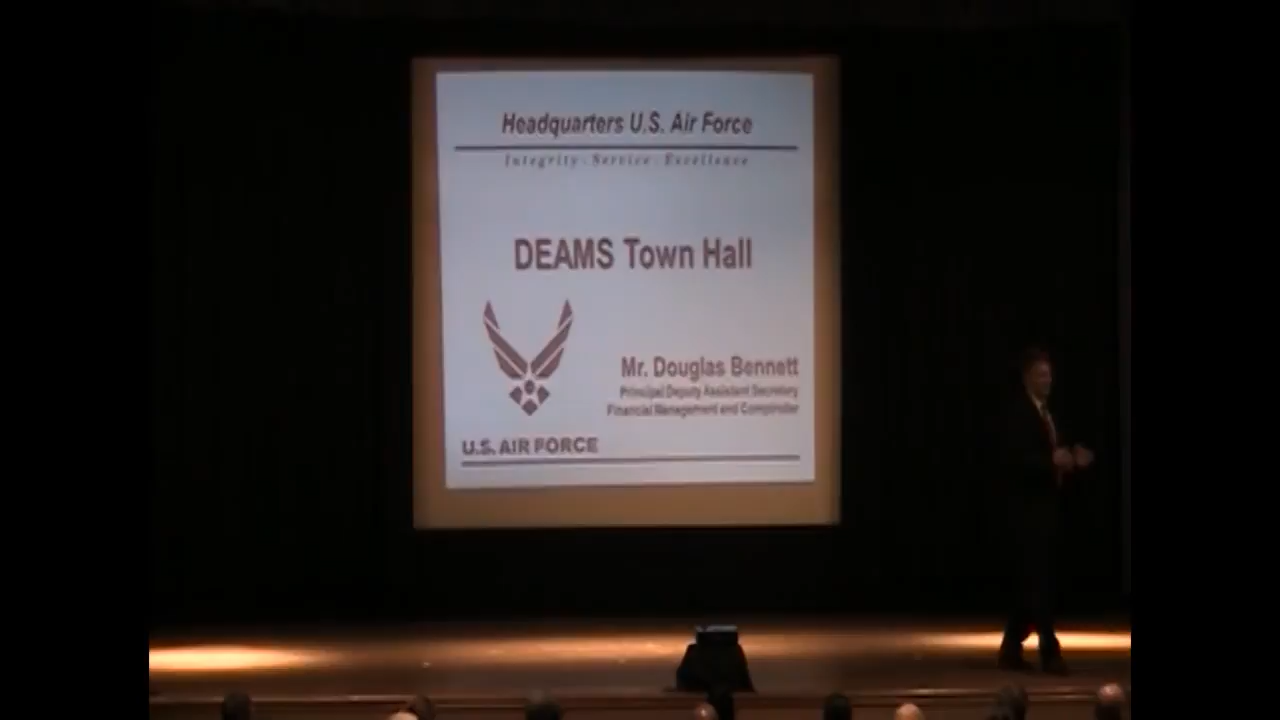 Headquarters U.S. Air Force
Integrity - Service - Excellence
DEAMS Town Hall
Mr. Douglas Bennett
Principal Deputy Assistant Secretary
Financial Management and Comptroller
U.S. AIR FORCE